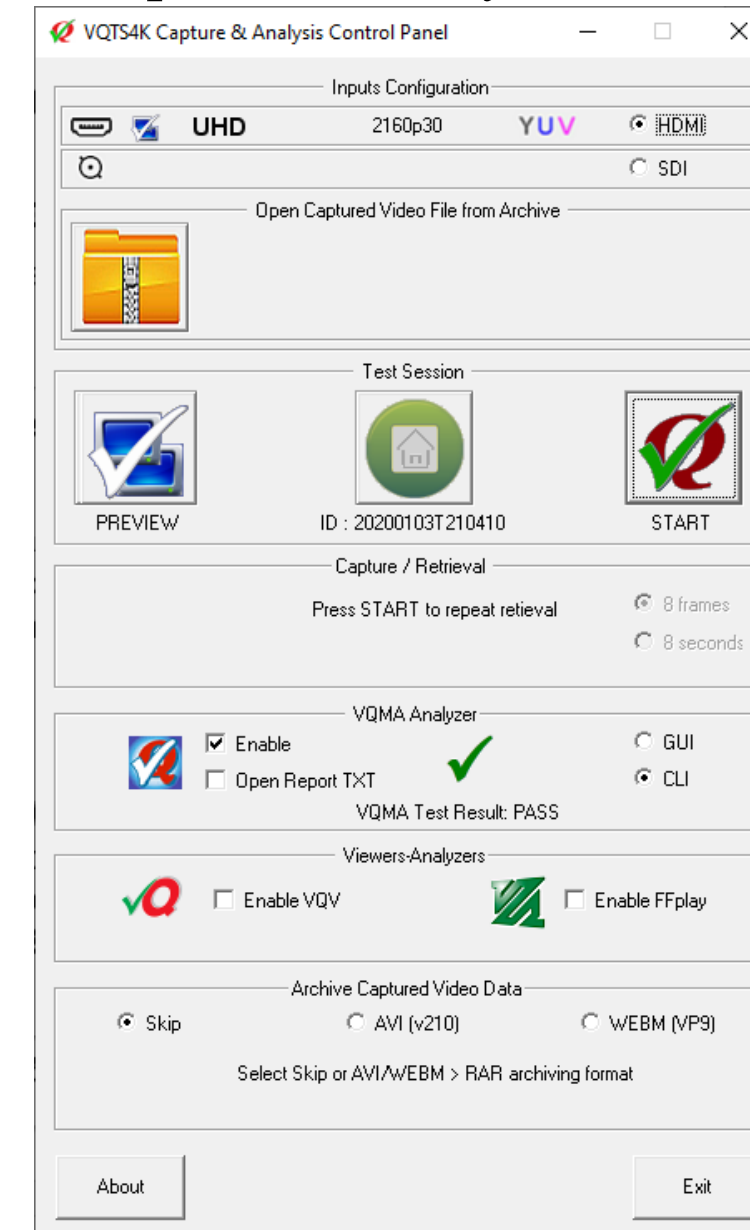 VQTS4K Capture & Analysis Control Panel
Inputs Configuration
UHD 2160p30 YUV HDMI
SDI
Open Captured Video File from Archive
Test Session
PREVIEW ID : 20200103T210410 START
Capture / Retrieval
Press START to repeat retieval 8 frames
8 seconds
VQMA Analyzer
Enable GUI
Open Report TXT CLI
VQMA Test Result: PASS
Viewers-Analyzers
Enable VQV Enable FFplay
Archive Captured Video Data
Skip AVI (v210) WEBM (VP9)
Select Skip or AVI/WEBM > RAR archiving format
About Exit